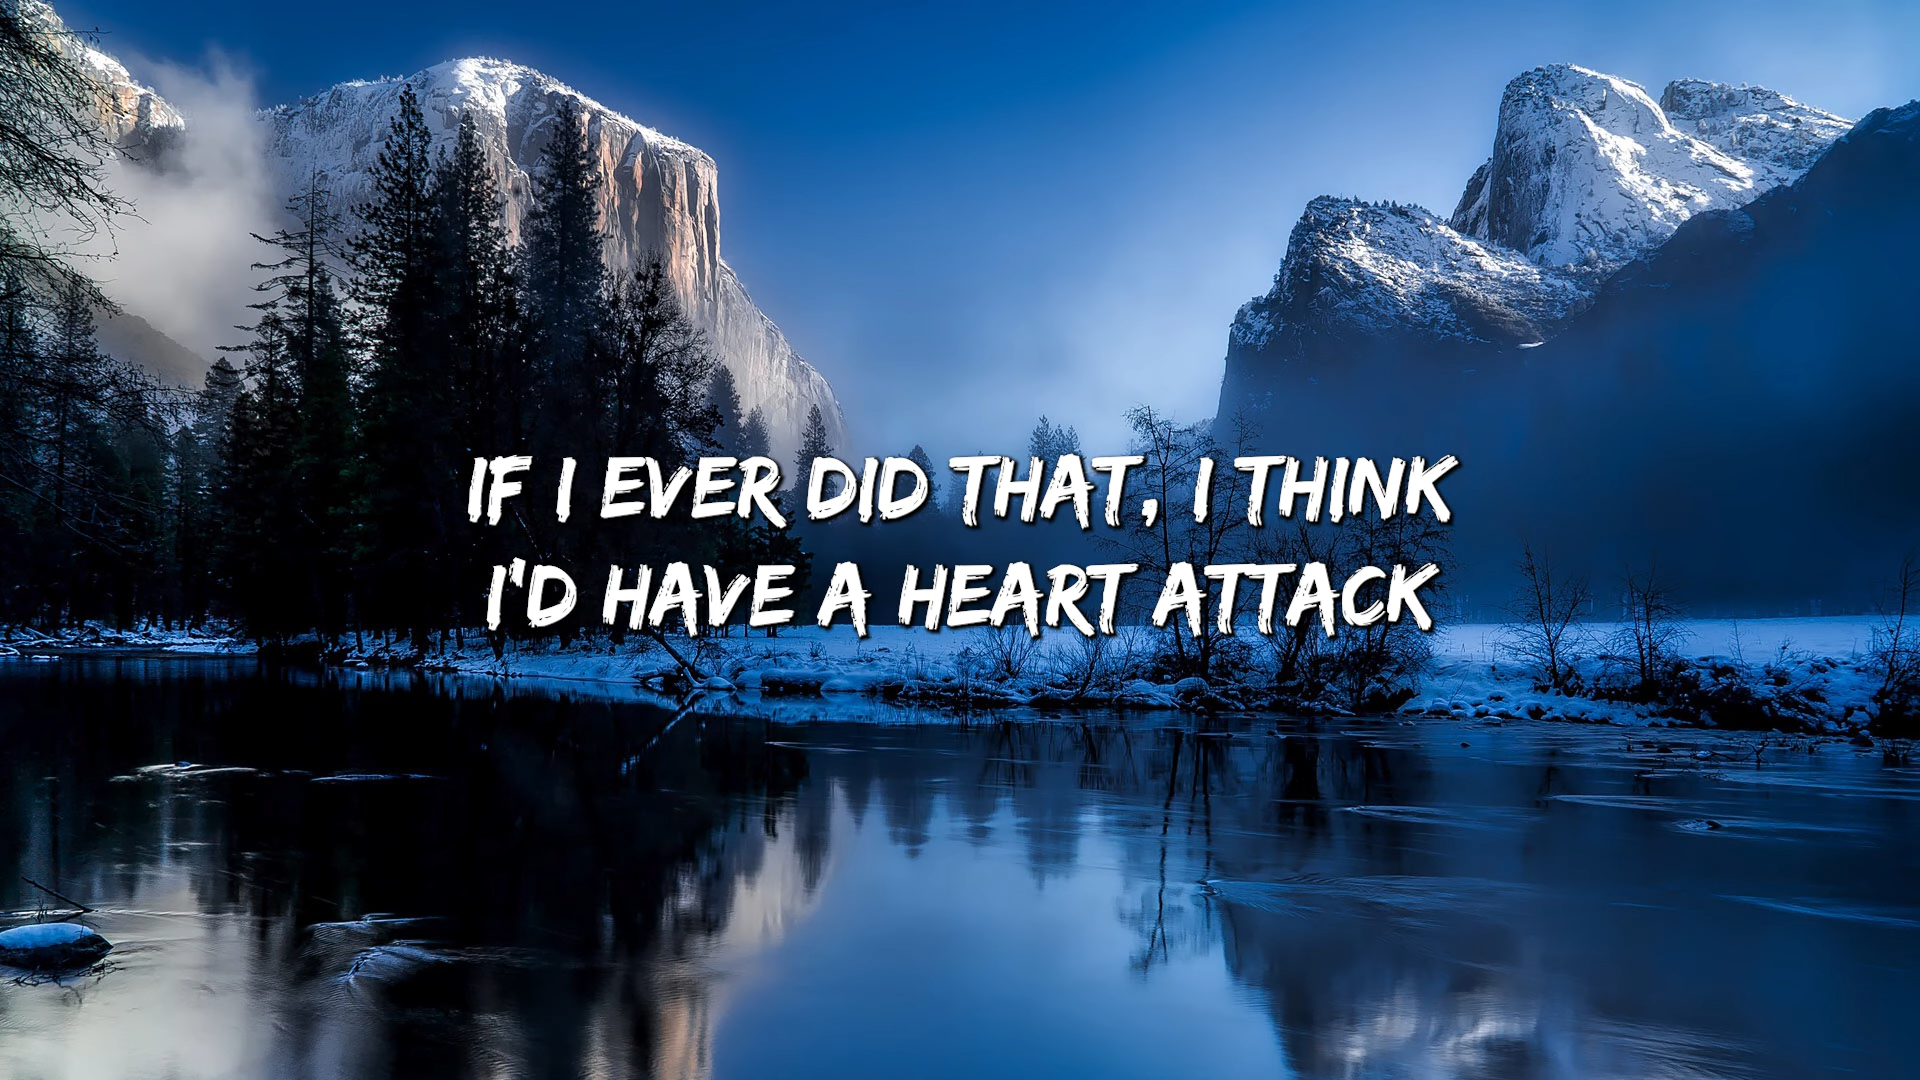 IF I EVER DID THAT, I THINK
I'D HAVE A HEART ATTACK